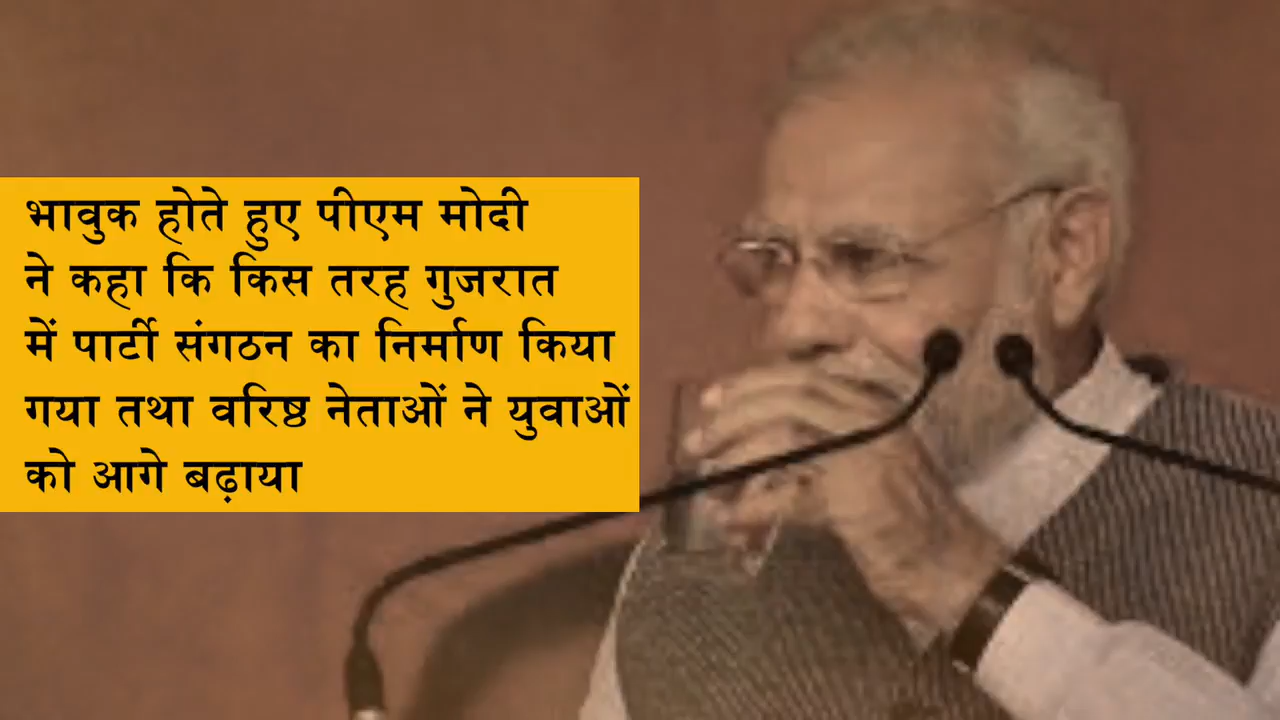 भावुक होते हुए पीएम मोदी
ने कहा कि किस तरह गुजरात
में पार्टी संगठन का निर्माण किया
गया तथा वरिष्ठ नेताओं ने युवाओं
को आगे बढ़ाया